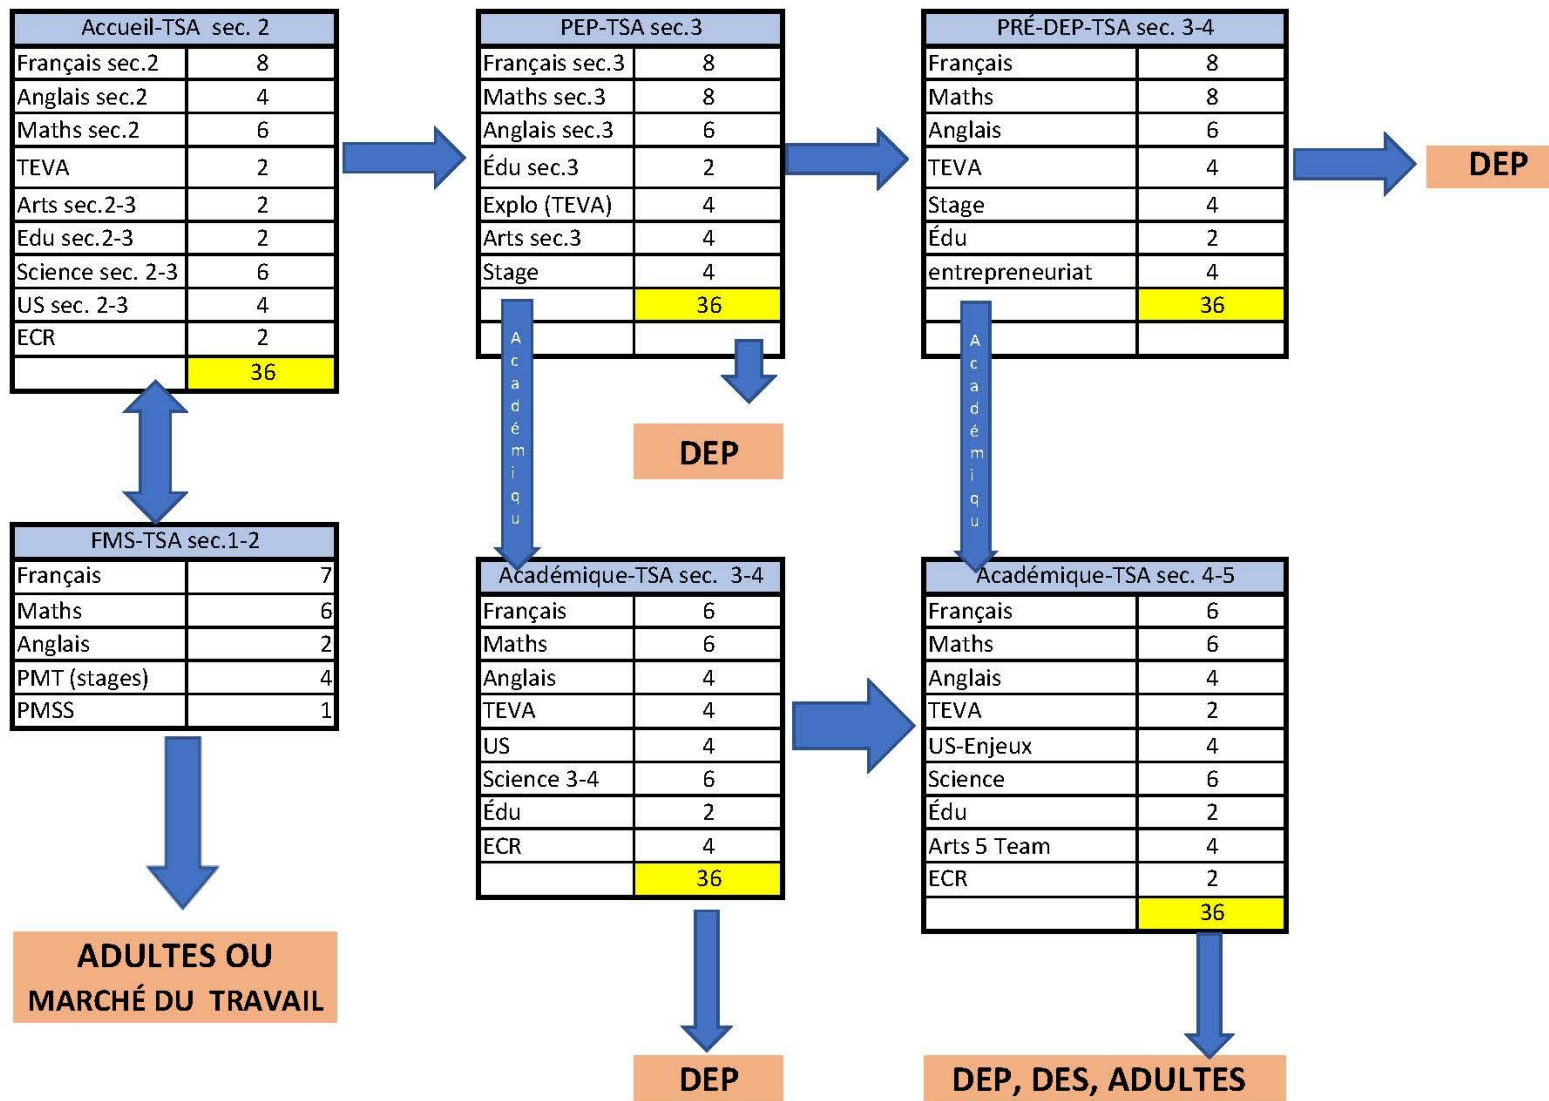 Accueil-TSA sec. 2
Français sec.2 8
Anglais sec.2 4
Maths sec.2 6
TEVA 2
Arts sec.2-3 2
Edu sec.2-3 2
Science sec. 2-3 6
US sec. 2-3 4
ECR 2
36
PEP-TSA sec.3
Français sec.3 8
Maths sec.3 8
Anglais sec.3 6
Édu sec.3 2
Explo (TEVA) 4
Arts sec.3 4
Stage 4
36
PRÉ-DEP-TSA sec. 3-4
Français 8
Maths 8
Anglais 6
TEVA 4
Stage 4
Édu 2
entrepreneuriat 4
36
DEP
Académiqu
DEP
Académiqu
FMS-TSA sec.1-2
Français 7
Maths 6
Anglais 2
PMT (stages) 4
PMSS 1
ADULTES OU
MARCHÉ DU TRAVAIL
Académique-TSA sec. 3-4
Français 6
Maths 6
Anglais 4
TEVA 4
US 4
Science 3-4 6
Édu 2
ECR 4
36
DEP
Académique-TSA sec. 4-5
Français 6
Maths 6
Anglais 4
TEVA 2
US-Enjeux 4
Science 6
Édu 2
Arts 5 Team 4
ECR 2
36
DEP, DES, ADULTES